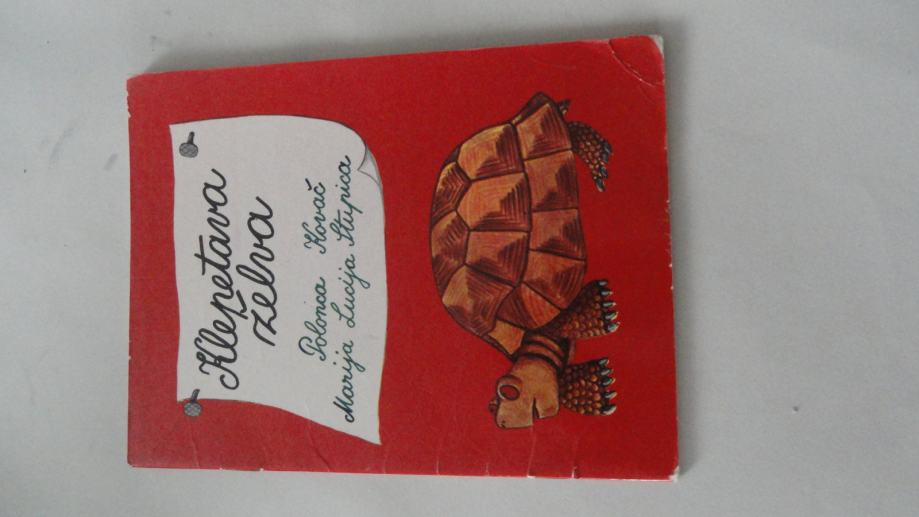 Klepetava
želva
Polonca Kovač
Marija Lucija Stupica